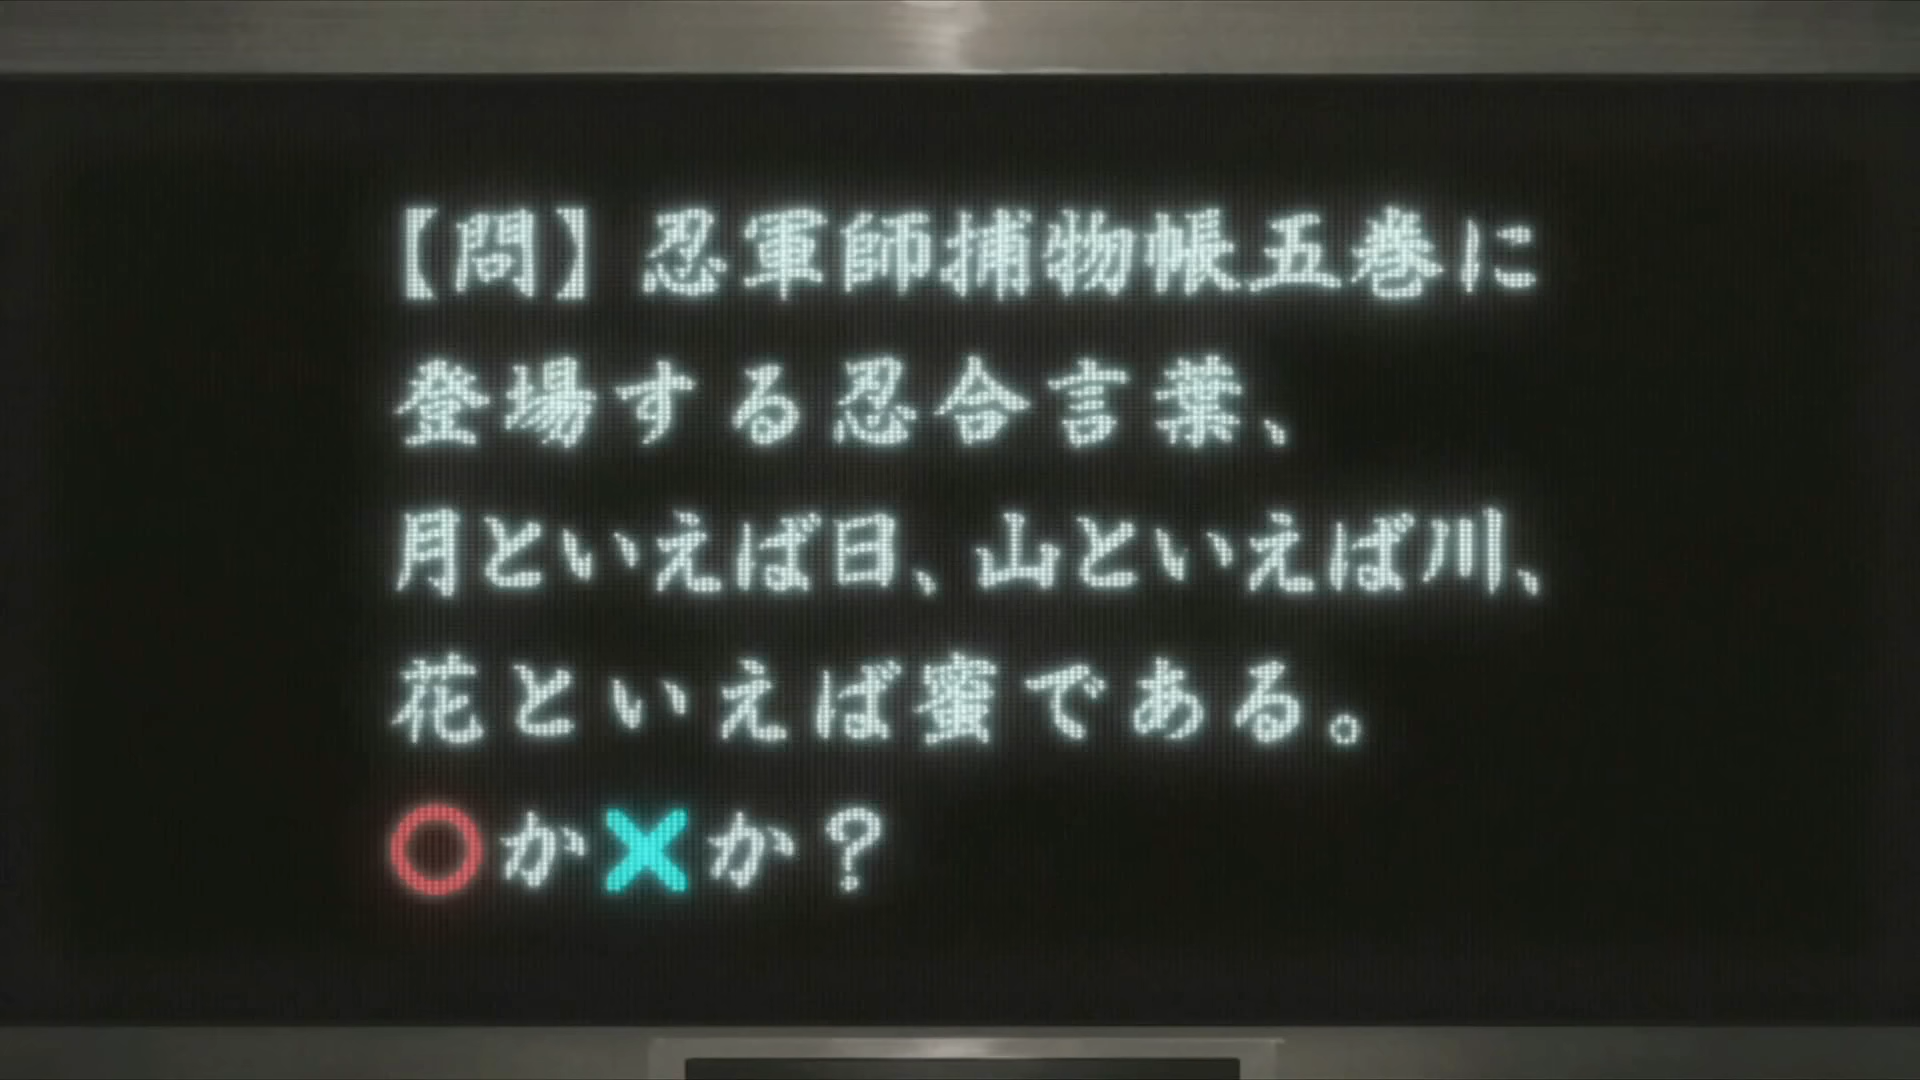 【問】忍軍師捕物帳五巻に
登場する忍合言葉、
月といえば日、山といえば川、
花といえば蜜である。
○か×か？